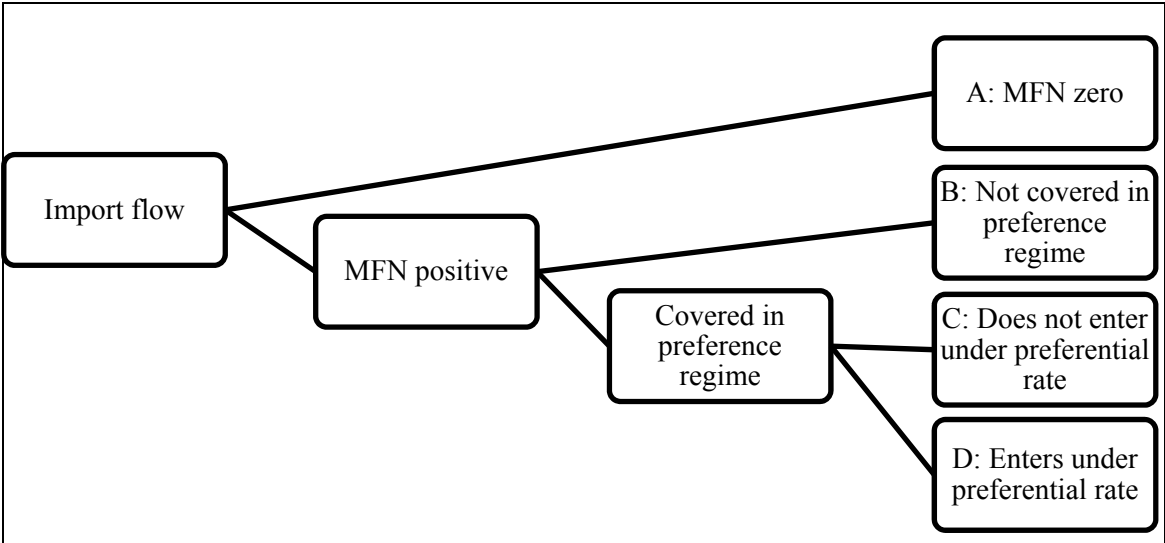 Import flow
MFN positive
Covered in
preference
regime
A: MFN zero
B: Not covered in
preference
regime
C: Does not enter
under preferential
rate
D: Enters under
preferential rate